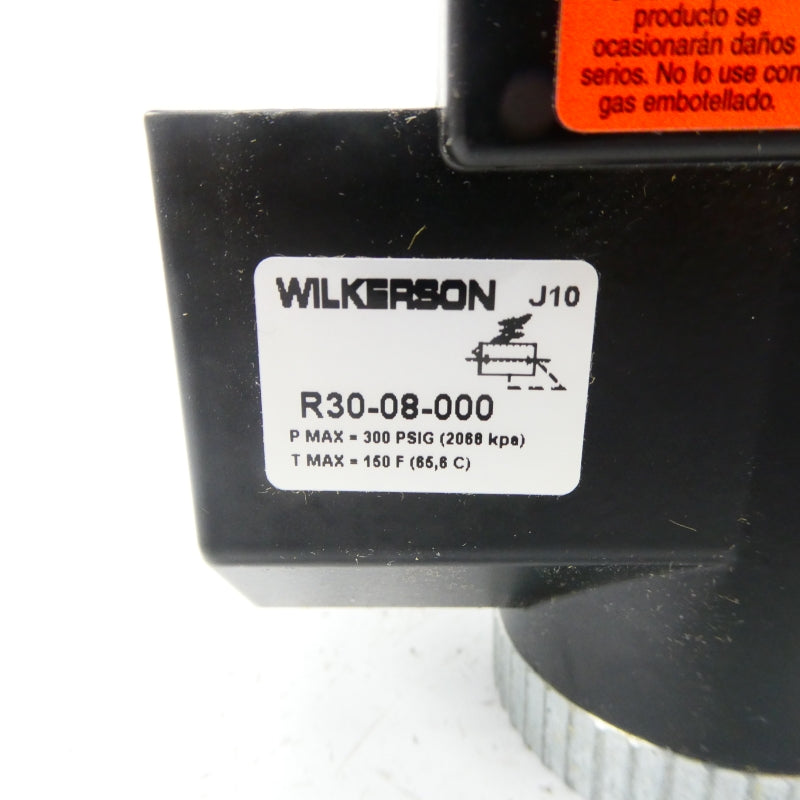 producto se
ocasionarán daños
serios. No lo use con
gas embotellado.
WILKERSON J10
R30-08-000
P MAX = 300 PSIG (2068 kpa)
T MAX = 150 F (65,6 C)